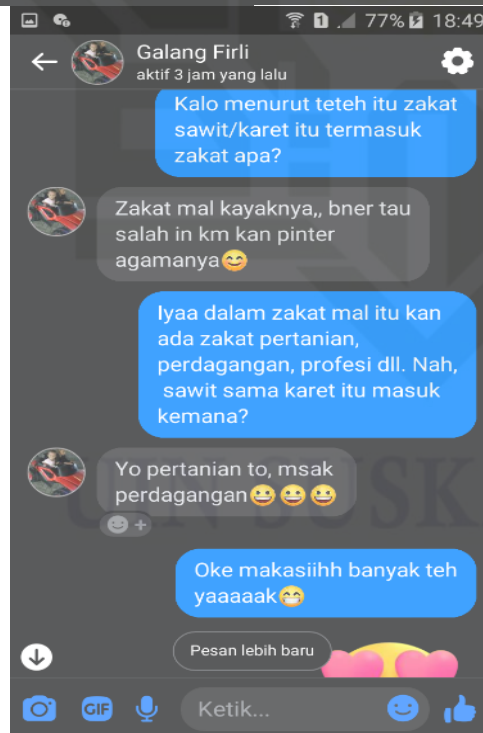 1 77% 18:49
Galang Firli
aktif 3 jam yang lalu
Kalo menurut teteh itu zakat
sawit/karet itu termasuk
zakat apa?
Zakat mal kayaknya,, bner tau
salah in km kan pinter
agamanya😊
Iyaa dalam zakat mal itu kan
ada zakat pertanian,
perdagangan, profesi dll. Nah,
sawit sama karet itu masuk
kemana?
Yo pertanian to, msak
perdagangan😀😀😀
UIN SUSK
Oke makasiihh banyak teh
yaaaaak😁
Pesan lebih baru
GIF Ketik...